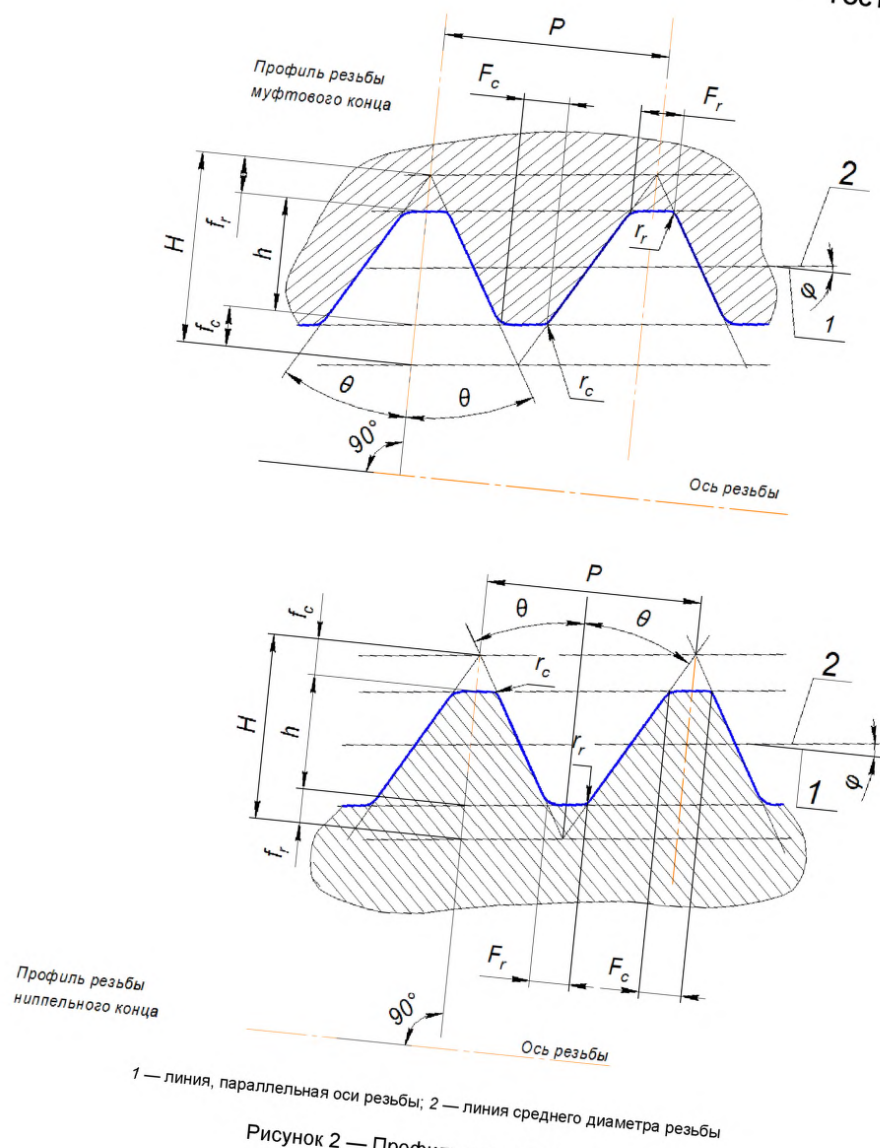 P
Профиль резьбы
муфтового конца
F_c
F_r
2
H
f_r
h
r_r
φ
1
f_c
r_c
θ
θ
90°
Ось резьбы
P
f_c
θ
θ
2
r_c
H
h
r_r
φ
1
f_r
F_r
F_c
Профиль резьбы
ниппельного конца
90°
Ось резьбы
1 — линия, параллельная оси резьбы; 2 — линия среднего диаметра резьбы
Рисунок 2 —